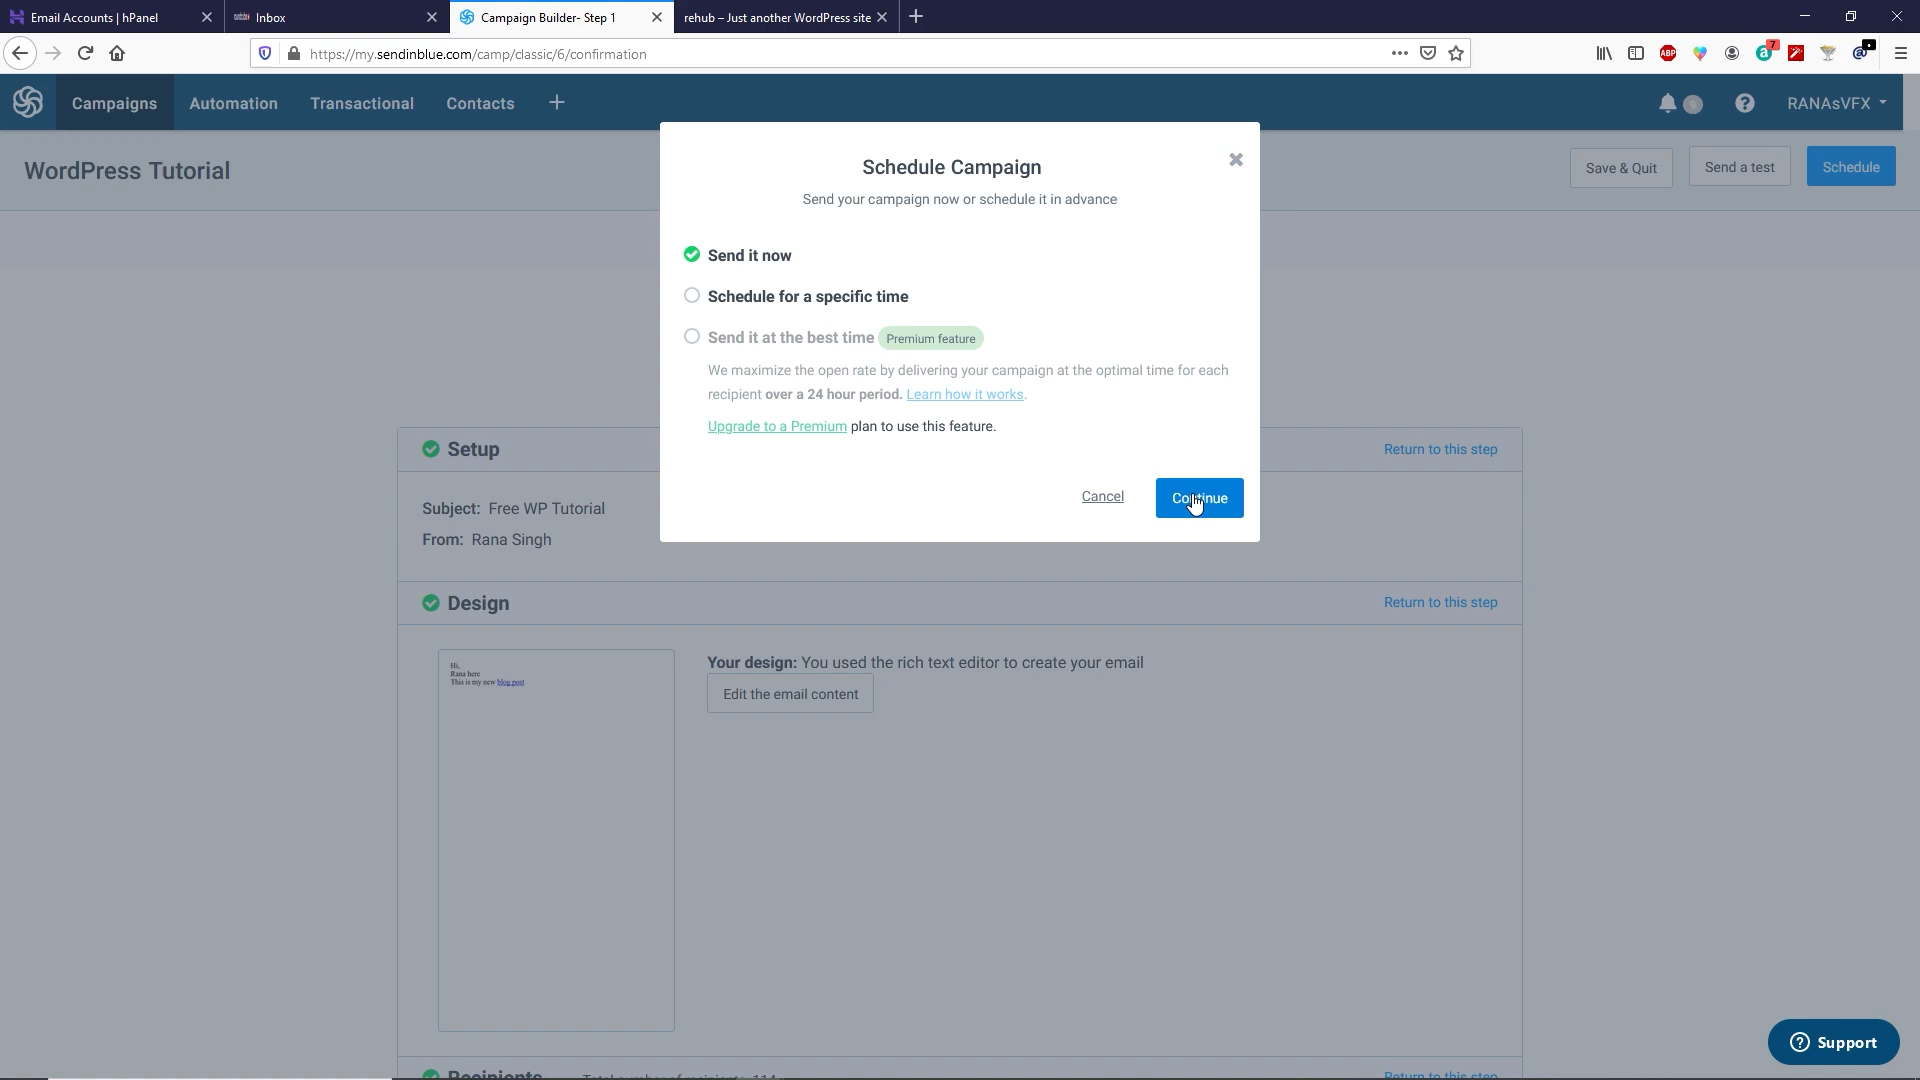 Email Accounts | hPanel
Inbox
Campaign Builder- Step 1
rehub – Just another WordPress site
https://my.sendinblue.com/camp/classic/6/confirmation
ABP
7
Campaigns
Automation
Transactional
Contacts
9
RANAsVFX
WordPress Tutorial
Save & Quit
Send a test
Schedule
Schedule Campaign
Send your campaign now or schedule it in advance
Send it now
Schedule for a specific time
Send it at the best time Premium feature
We maximize the open rate by delivering your campaign at the optimal time for each
recipient over a 24 hour period. Learn how it works.
Upgrade to a Premium plan to use this feature.
Cancel
Continue
Setup
Return to this step
Subject: Free WP Tutorial
From: Rana Singh
Design
Return to this step
Hi,
Rana here
This is my new blog post
Your design: You used the rich text editor to create your email
Edit the email content
Support
Recipients
Total number of recipients: 114
Return to this step